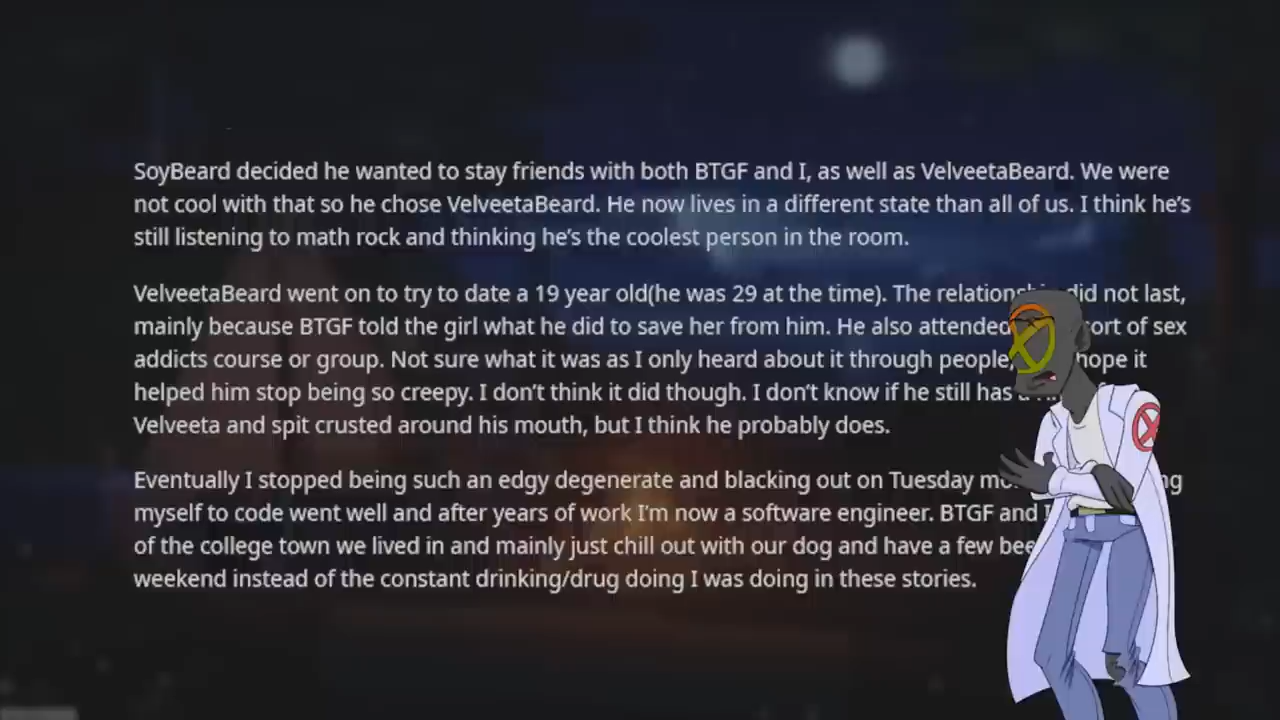 SoyBeard decided he wanted to stay friends with both BTGF and I, as well as VelveetaBeard. We were
not cool with that so he chose VelveetaBeard. He now lives in a different state than all of us. I think he's
still listening to math rock and thinking he's the coolest person in the room.
VelveetaBeard went on to try to date a 19 year old(he was 29 at the time). The relationship did not last,
mainly because BTGF told the girl what he did to save her from him. He also attended sort of sex
addicts course or group. Not sure what it was as I only heard about it through people, hope it
helped him stop being so creepy. I don't think it did though. I don't know if he still has a
Velveeta and spit crusted around his mouth, but I think he probably does.
Eventually I stopped being such an edgy degenerate and blacking out on Tuesday
myself to code went well and after years of work I'm now a software engineer. BTGF and I
of the college town we lived in and mainly just chill out with our dog and have a few
weekend instead of the constant drinking/drug doing I was doing in these stories.